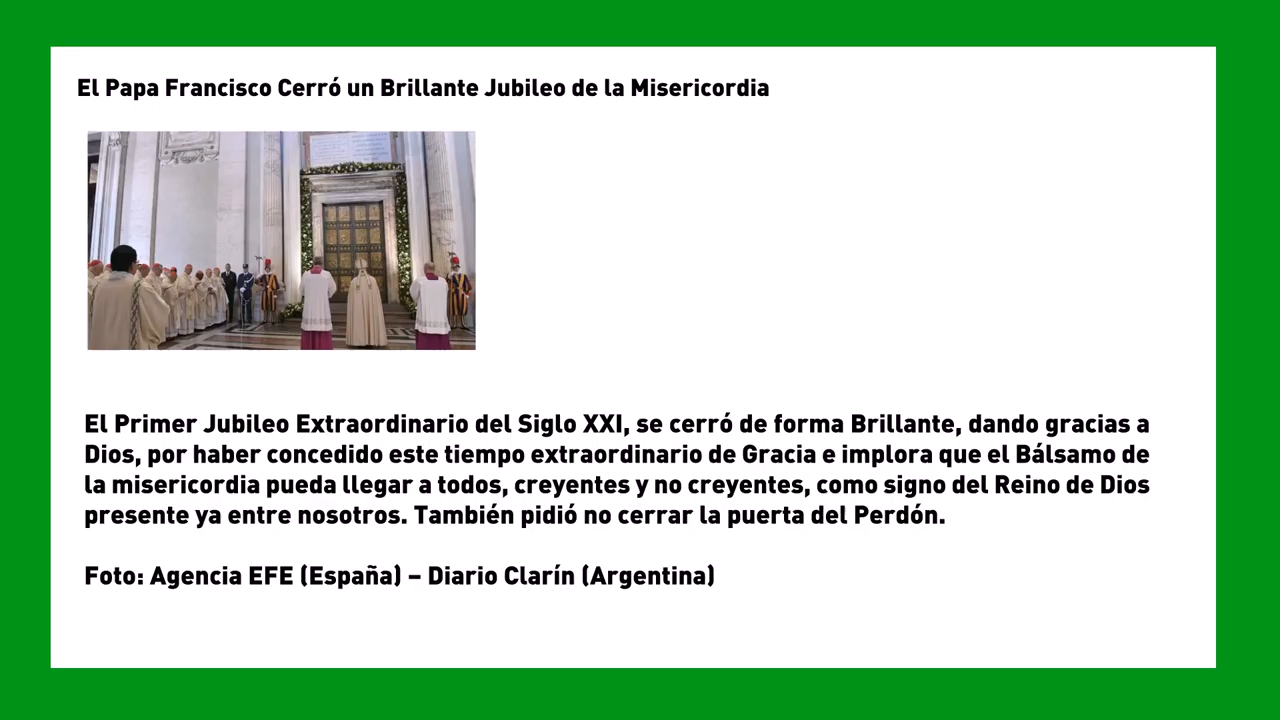 El Papa Francisco Cerró un Brillante Jubileo de la Misericordia
El Primer Jubileo Extraordinario del Siglo XXI, se cerró de forma Brillante, dando gracias a
Dios, por haber concedido este tiempo extraordinario de Gracia e implora que el Bálsamo de
la misericordia pueda llegar a todos, creyentes y no creyentes, como signo del Reino de Dios
presente ya entre nosotros. También pidió no cerrar la puerta del Perdón.
Foto: Agencia EFE (España) – Diario Clarín (Argentina)